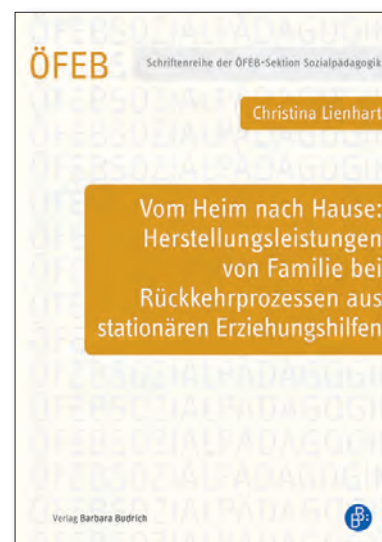 ÖFEB
Schriftenreihe der ÖFEB-Sektion Sozialpädagogik
Christina Lienhart
Vom Heim nach Hause:
Herstellungsleistungen
von Familie bei
Rückkehrprozessen aus
stationären Erziehungshilfen
Verlag Barbara Budrich
B: